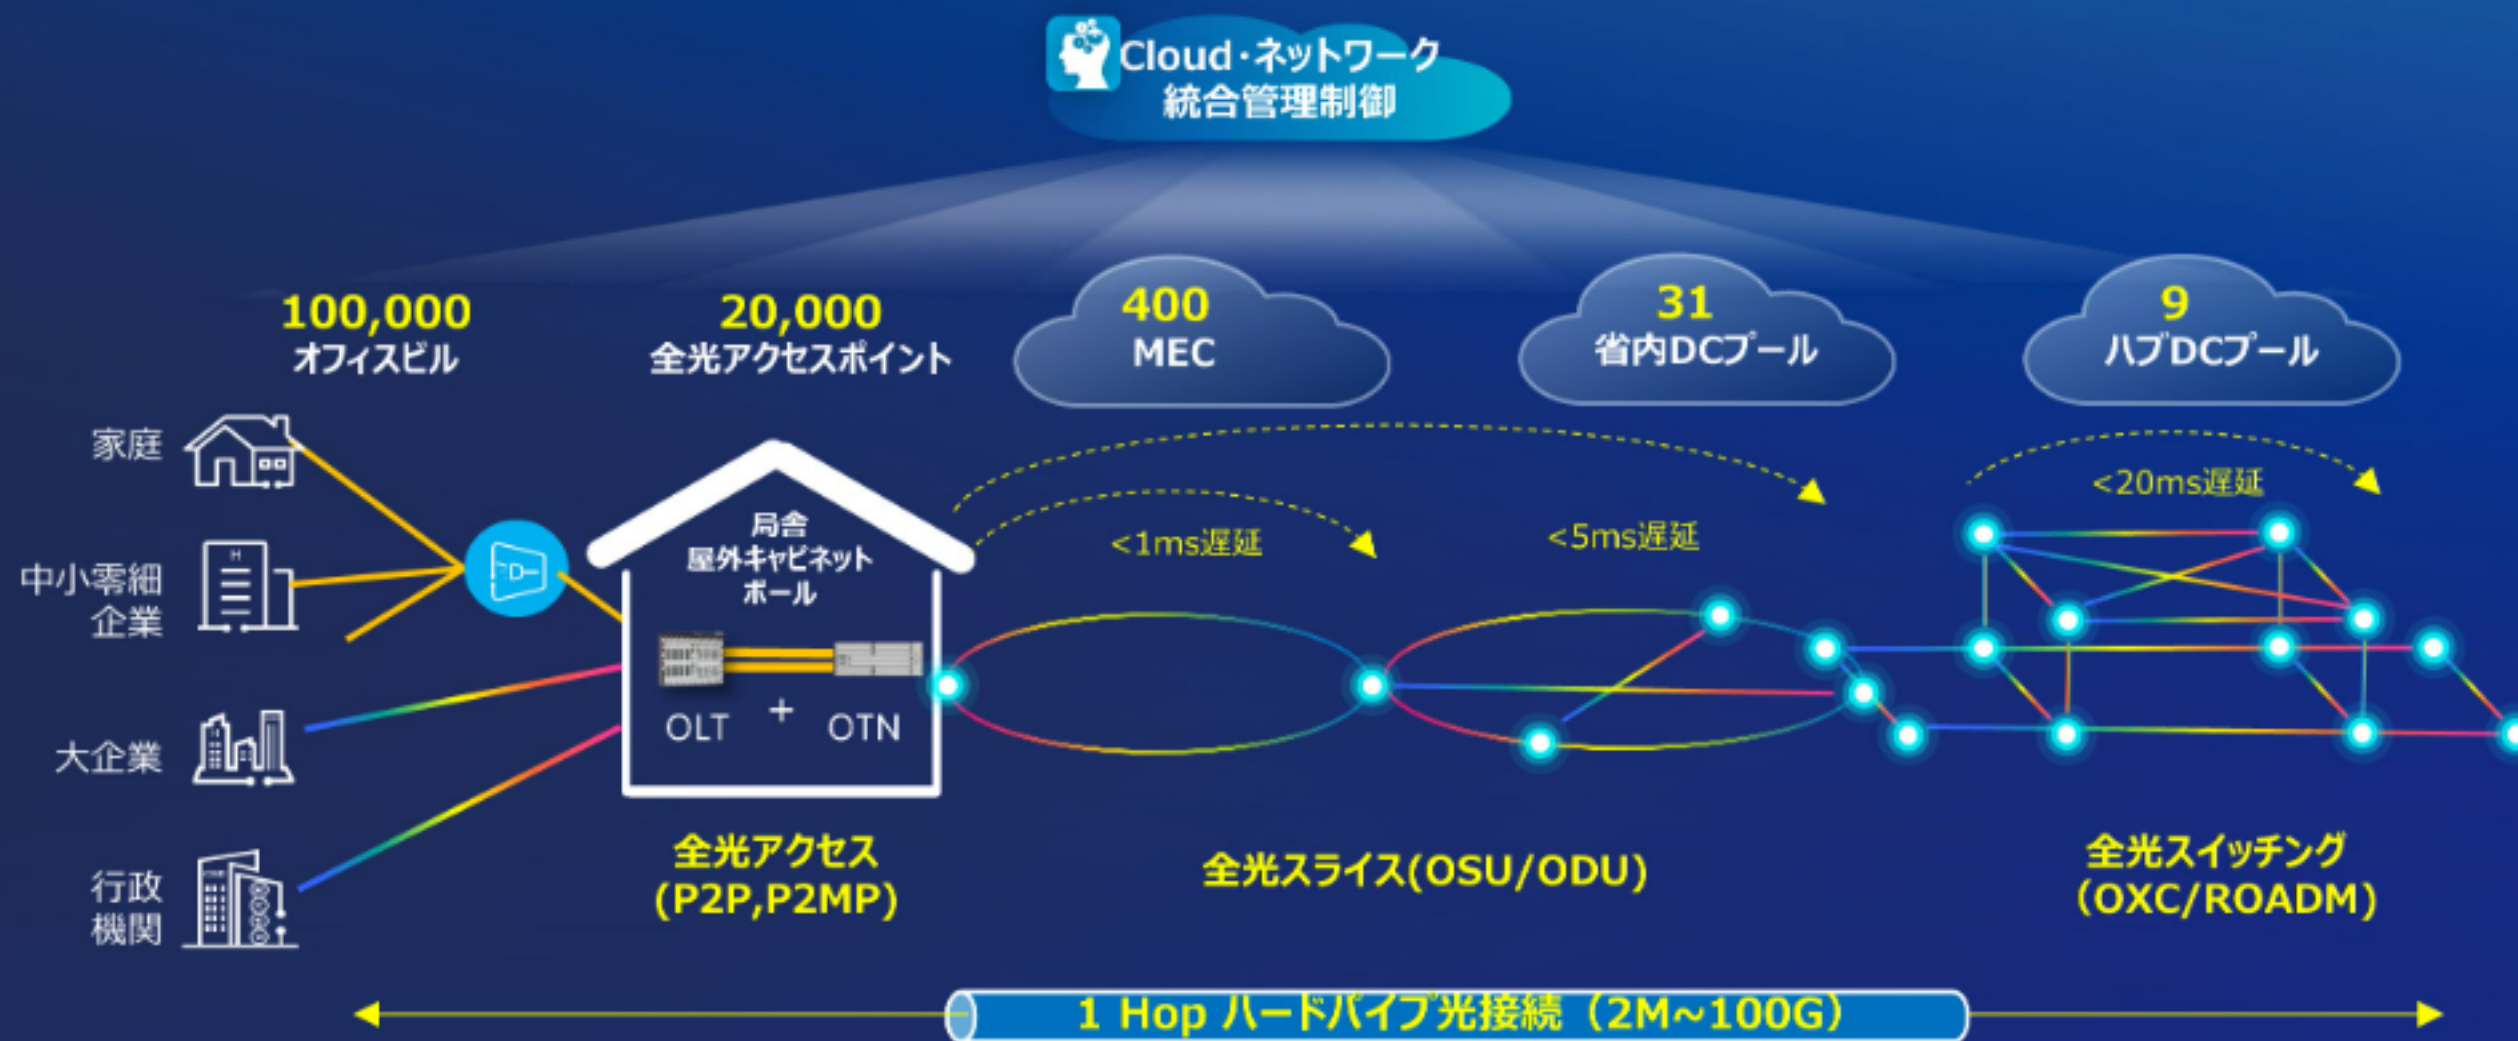 Cloud・ネットワーク
統合管理制御
100,000
オフィスビル
20,000
全光アクセスポイント
400
MEC
31
省内DCプール
9
ハブDCプール
家庭
中小零細
企業
大企業
行政
機関
D
H
局舎
屋外キャビネット
ポール
OLT + OTN
<1ms遅延
<5ms遅延
<20ms遅延
全光アクセス
(P2P,P2MP)
全光スライス(OSU/ODU)
全光スイッチング
(OXC/ROADM)
1 Hop ハードパイプ光接続（2M~100G）